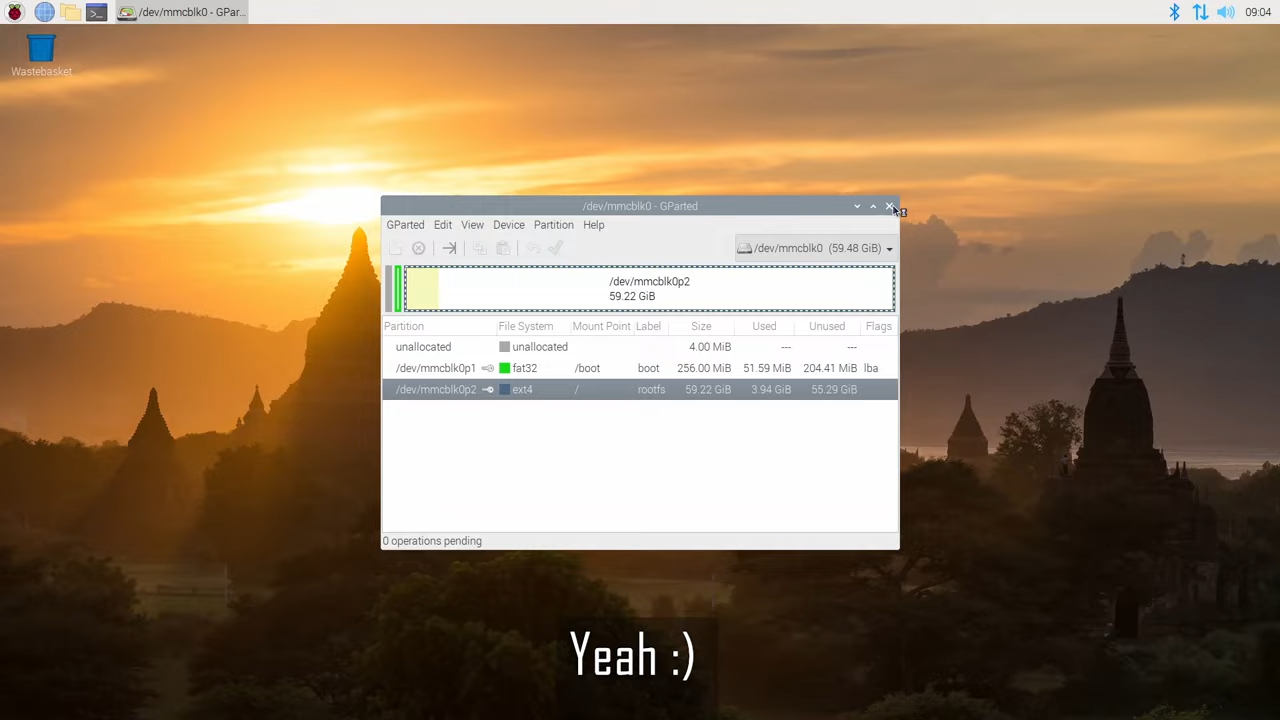 /dev/mmcblk0 - GPar...
09:04
Wastebasket
/dev/mmcblk0 - GParted
GParted Edit View Device Partition Help
/dev/mmcblk0 (59.48 GiB)
/dev/mmcblk0p2
59.22 GiB
Partition File System Mount Point Label Size Used Unused Flags
unallocated unallocated 4.00 MiB --- ---
/dev/mmcblk0p1 fat32 /boot boot 256.00 MiB 51.59 MiB 204.41 MiB lba
/dev/mmcblk0p2 ext4 / rootfs 59.22 GiB 3.94 GiB 55.29 GiB
0 operations pending
Yeah :)